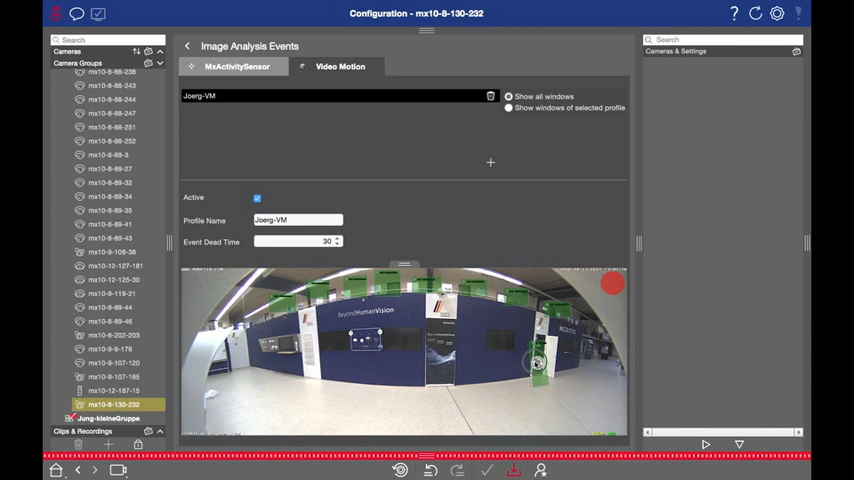 Configuration - mx10-8-130-232
Search
Cameras
Camera Groups
mx10-8-88-238
mx10-8-88-243
mx10-8-88-244
mx10-8-88-247
mx10-8-88-251
mx10-8-88-252
mx10-8-89-3
mx10-8-89-27
mx10-8-89-32
mx10-8-89-34
mx10-8-89-35
mx10-8-89-41
mx10-8-89-43
mx10-9-108-38
mx10-12-127-181
mx10-12-125-30
mx10-9-119-21
mx10-8-89-44
mx10-8-89-46
mx10-8-202-203
mx10-9-9-176
mx10-9-107-120
mx10-9-107-185
mx10-12-187-15
mx10-8-130-232
Jung-kleineGruppe
Clips & Recordings
Image Analysis Events
MxActivitySensor
Video Motion
Joerg-VM
Show all windows
Show windows of selected profile
Active
Profile Name
Joerg-VM
Event Dead Time
30
BeyondHumanVision
MOBOTIX
Search
Cameras & Settings